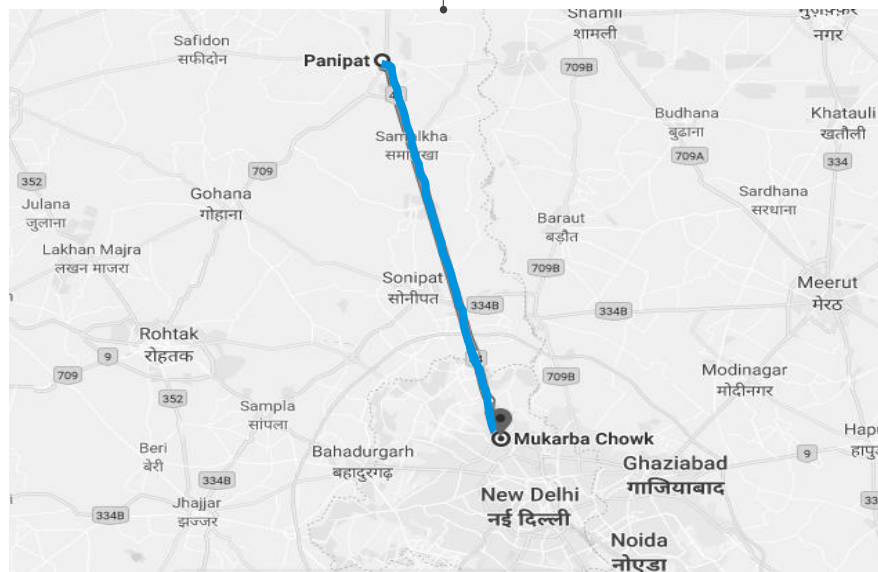 Shamli
शामली
नगर
Safidon
सफीदोन
Panipat
709B
Budhana
बुढाना
Khatauli
खतौली
709A
334
352
709
Julana
जुलाना
Gohana
गोहाना
Sardhana
सरधाना
Baraut
बड़ौत
Lakhan Majra
लखन माजरा
709B
Sonipat
सोनीपत
Meerut
मेरठ
334B
334B
Rohtak
रोहतक
9
709
709B
Modinagar
मोदीनगर
352
Sampla
सांपला
Mukarba Chowk
Beri
बेरी
Bahadurgarh
बहादुरगढ़
Ghaziabad
गाजियाबाद
9
334B
New Delhi
नई दिल्ली
Jhajjar
झज्जर
334B
334B
Noida
नोएडा